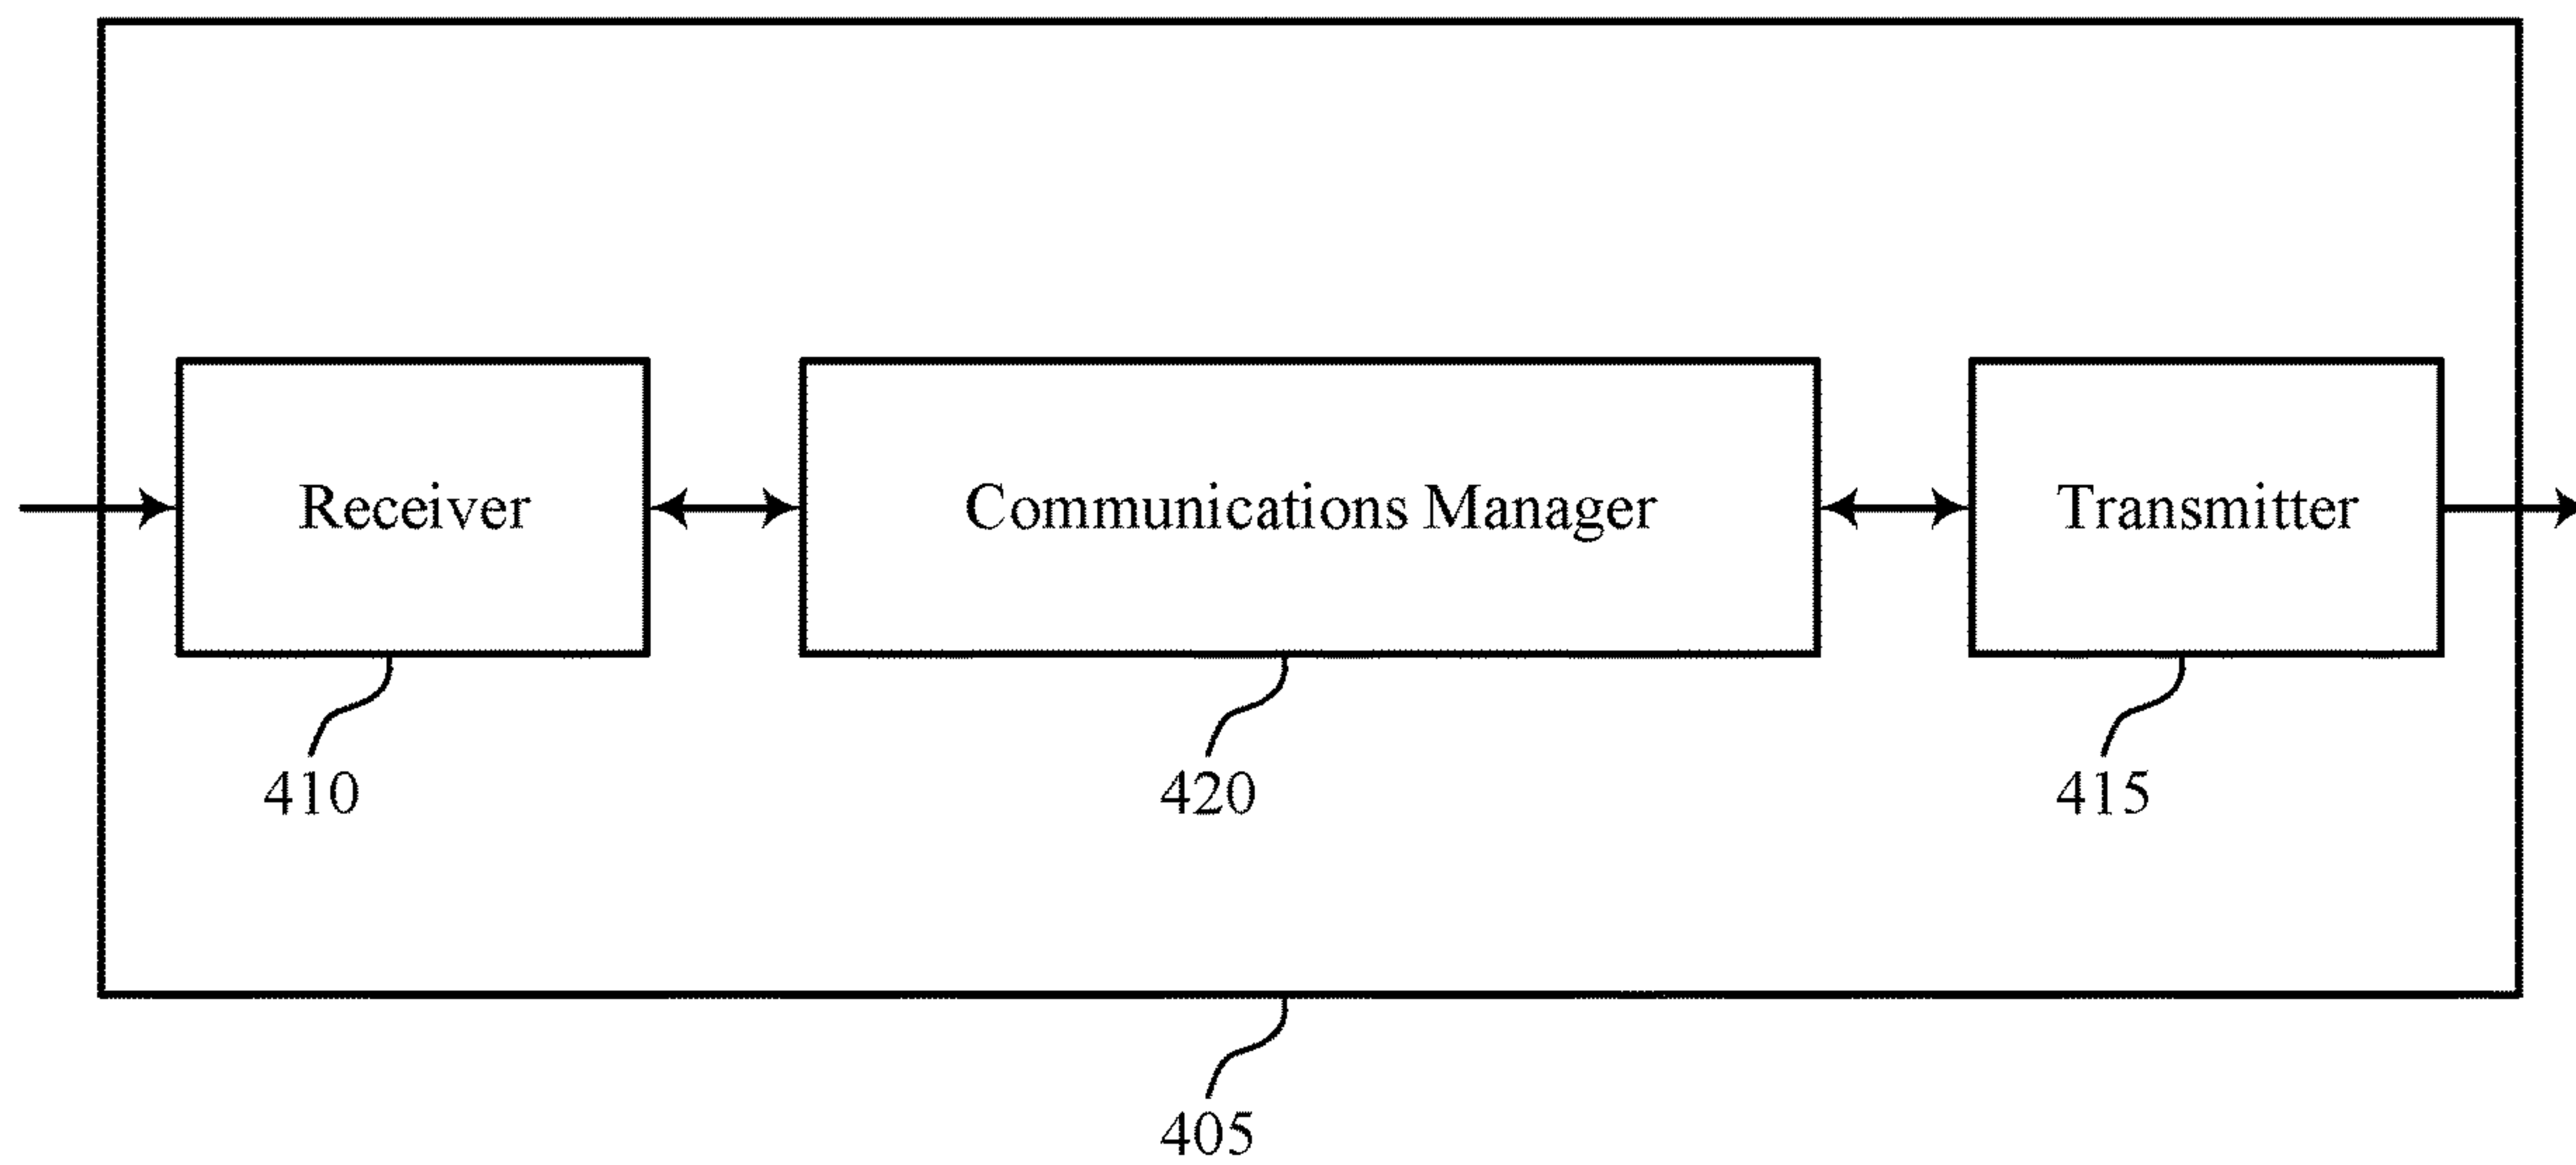 Receiver
Communications Manager
Transmitter
410
420
415
405